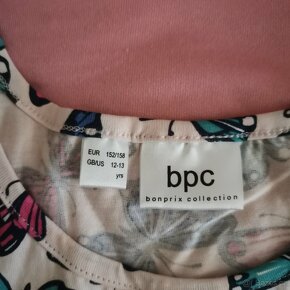 EUR 152/158
GB/US 12-13
yrs
bpc
bonprix collection